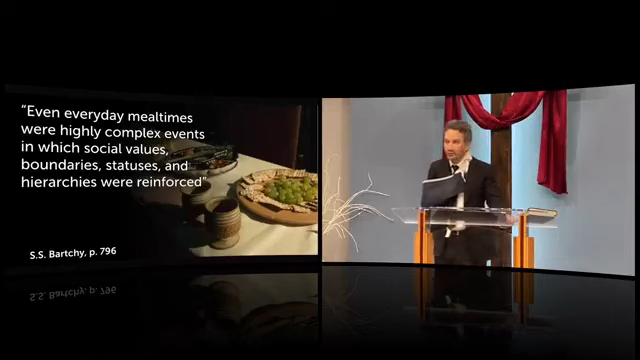 “Even everyday mealtimes
were highly complex events
in which social values,
boundaries, statuses, and
hierarchies were reinforced”
S.S. Bartchy, p. 796